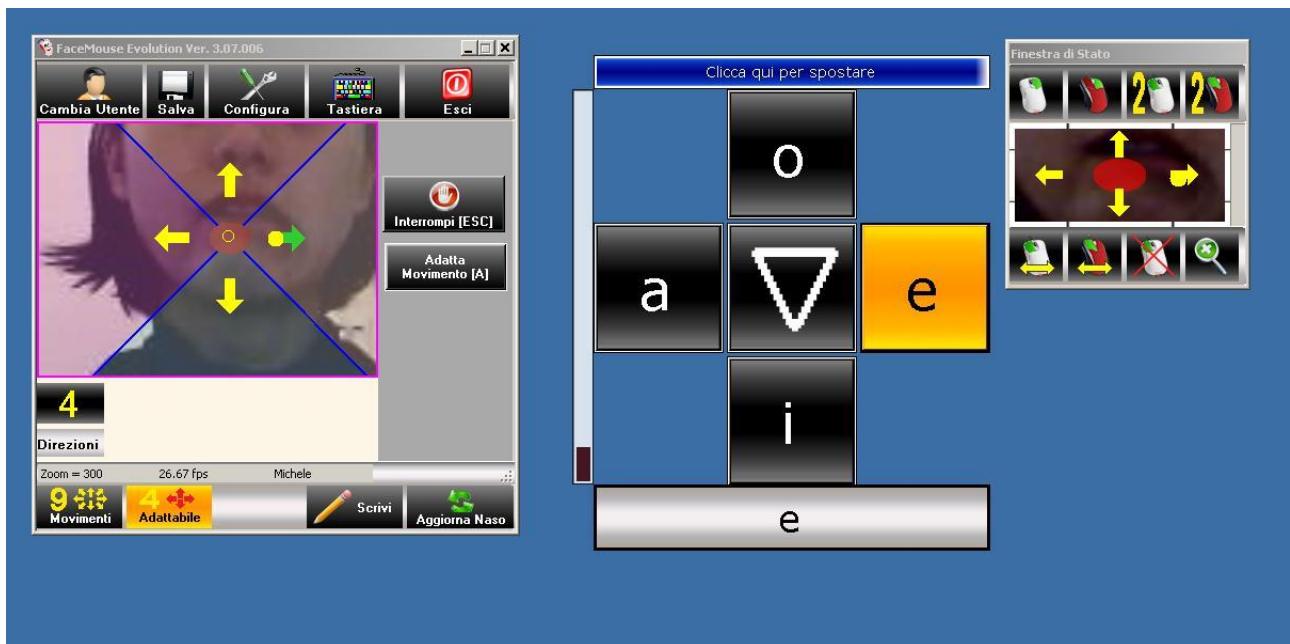 FaceMouse Evolution Ver. 3.07.006
Cambia Utente
Salva
Configura
Tastiera
Esci
Interrompi [ESC]
Adatta
Movimento [A]
4
Direzioni
Zoom = 300
26.67 fps
Michele
9
Movimenti
4
Adattabile
Scrivi
Aggiorna Naso
Clicca qui per spostare
o
a
e
i
e
Finestra di Stato
2
2